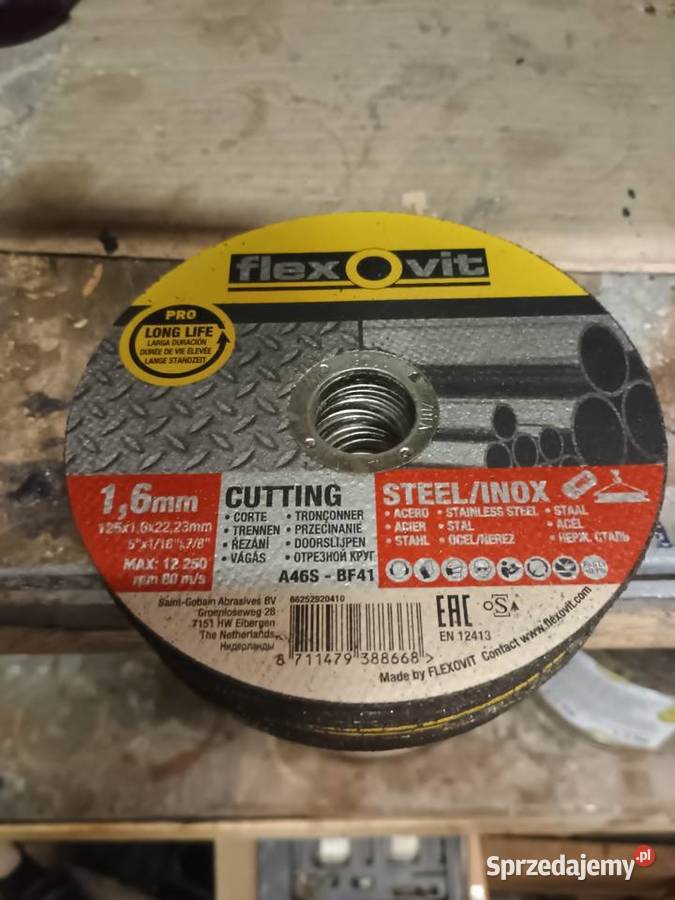 flexovit
PRO
LONG LIFE
LARGA DURACIÓN
DURÉE DE VIE ÉLEVÉE
LANGE STANDZEIT
1,6mm
125x1,6x22,23mm
5"x1/16"x7/8"
MAX: 12 250
rpm 80 m/s
CUTTING
• CORTE • TRONÇONNER
• TRENNEN • PRZECINANIE
• ŘEZÁNÍ • DOORSLIJPEN
• VÁGÁS • ОТРЕЗНОЙ КРУГ
A46S - BF41
STEEL/INOX
• ACERO • STAINLESS STEEL • STAAL
• ACIER • STAL • ACÉL
• STAHL • OCEL/NEREZ • НЕРЖ. СТАЛЬ
Saint-Gobain Abrasives BV
Groenloseweg 28
7151 HW Eibergen
The Netherlands
Нидерланды
66252920410
8 711479 388668 >
EAC
oSA
EN 12413
Made by FLEXOVIT Contact www.flexovit.com
Sprzedajemy.pl